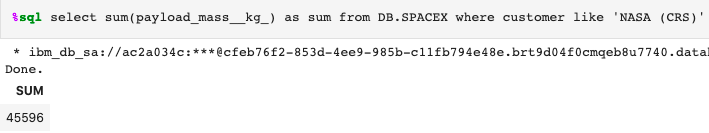 %sql select sum(payload_mass__kg_) as sum from DB.SPACEX where customer like 'NASA (CRS)'
* ibm_db_sa://ac2a034c:***@cfeb76f2-853d-4ee9-985b-c11fb794e48e.brt9d04f0cmqeb8u7740.datab
Done.
SUM
45596